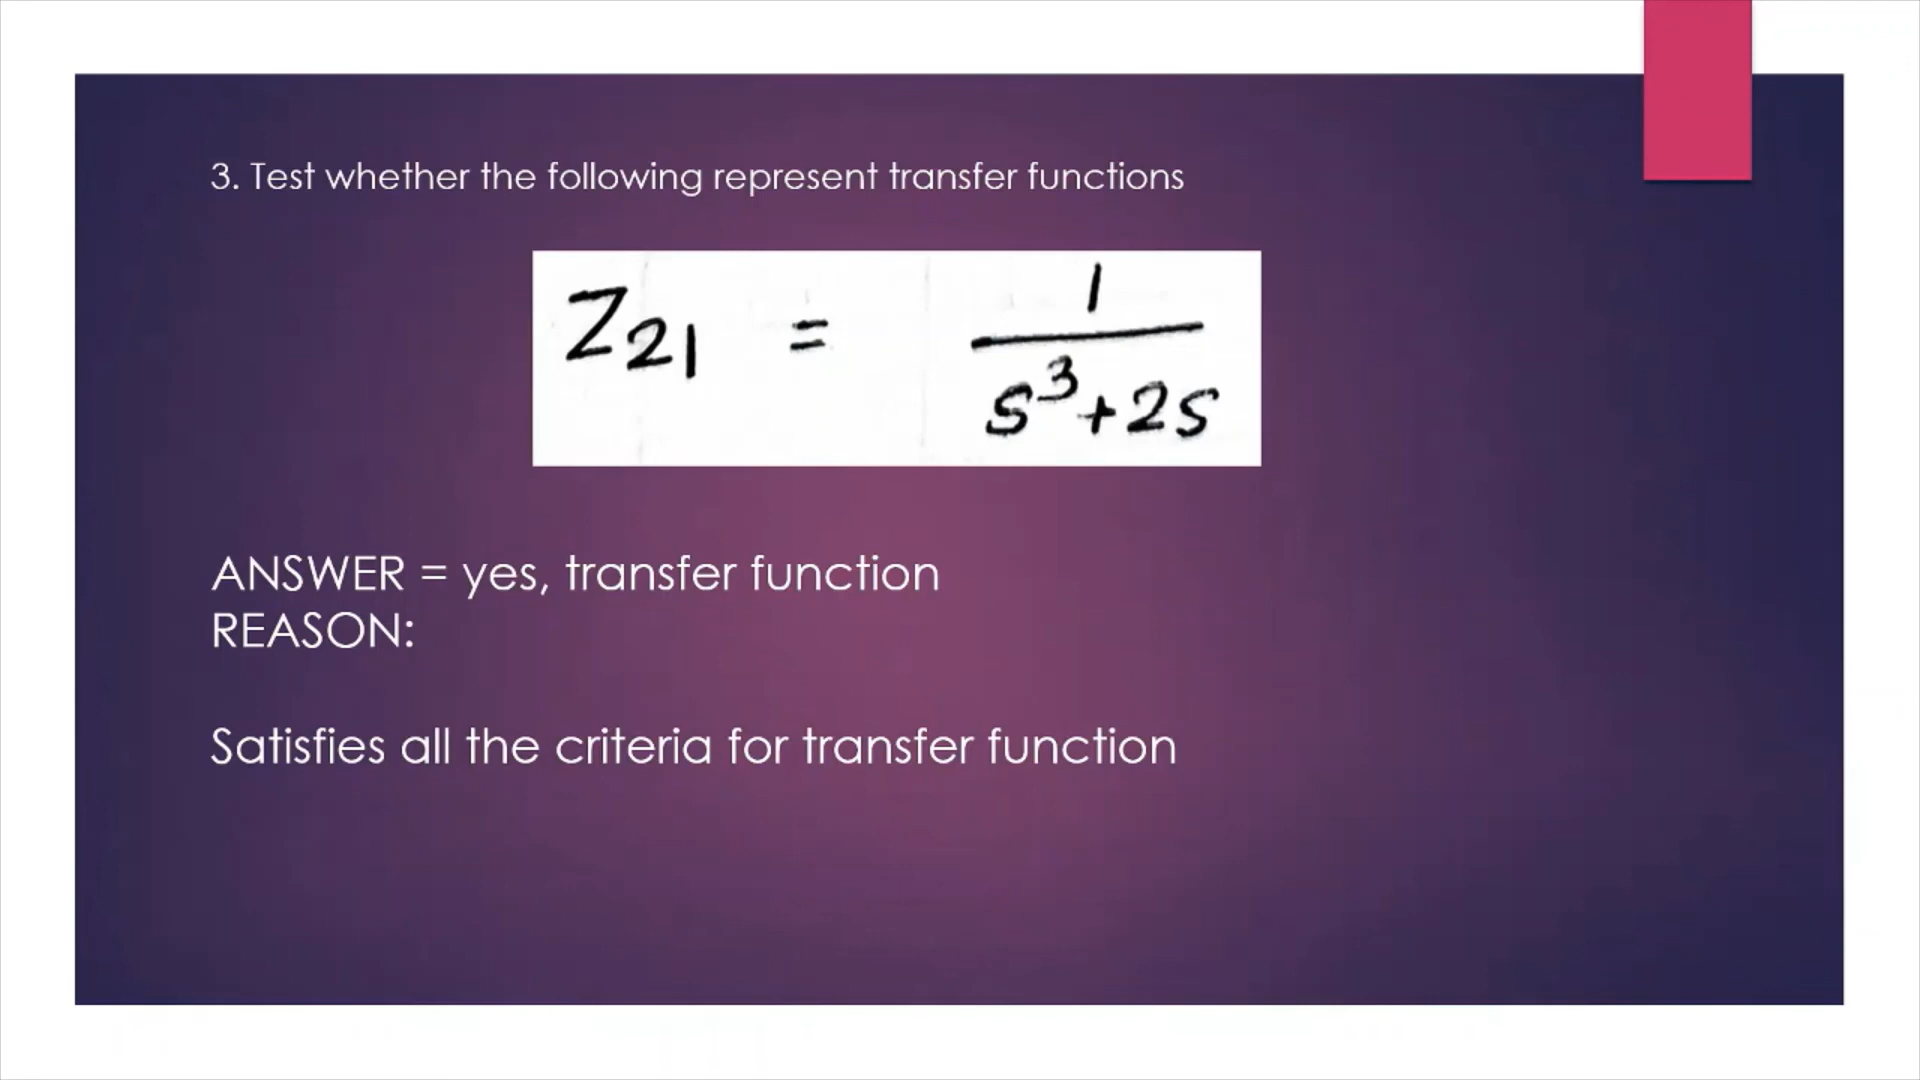 3. Test whether the following represent transfer functions
Z₂₁ = 1/(s³+2s)
ANSWER = yes, transfer function
REASON:
Satisfies all the criteria for transfer function